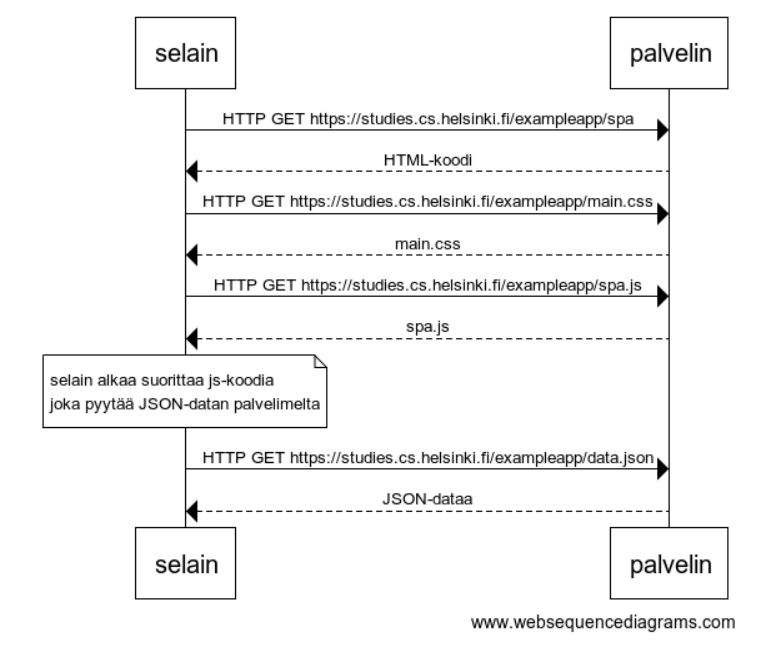 selain palvelin
HTTP GET https://studies.cs.helsinki.fi/exampleapp/spa
HTML-koodi
HTTP GET https://studies.cs.helsinki.fi/exampleapp/main.css
main.css
HTTP GET https://studies.cs.helsinki.fi/exampleapp/spa.js
spa.js
selain alkaa suorittaa js-koodia
joka pyytää JSON-datan palvelimelta
HTTP GET https://studies.cs.helsinki.fi/exampleapp/data.json
JSON-dataa
selain palvelin
www.websequencediagrams.com